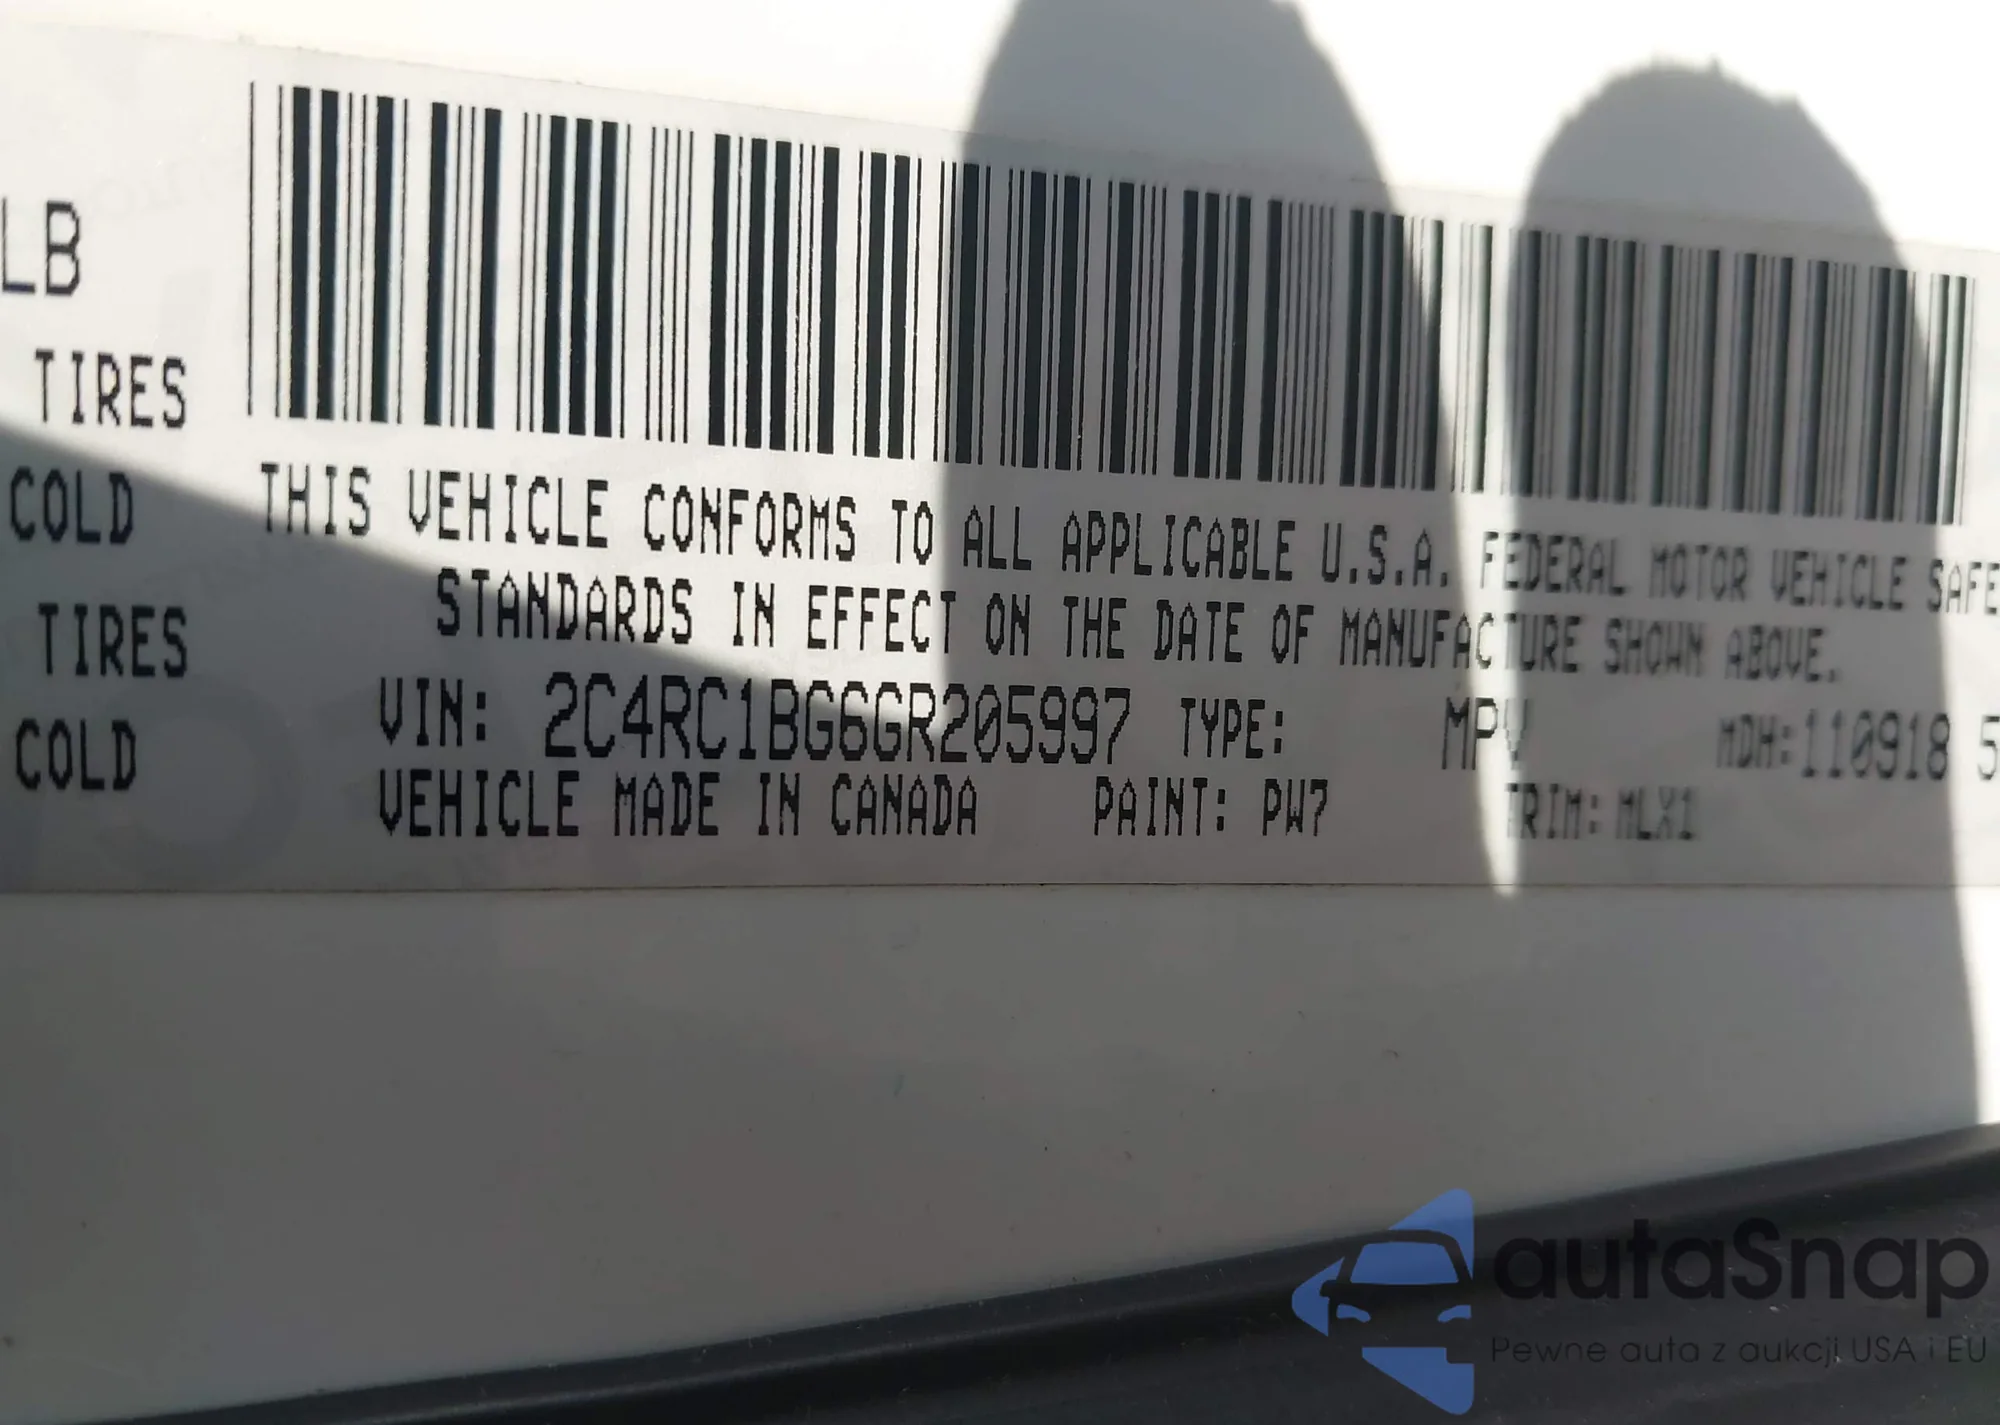 LB
TIRES
COLD
TIRES
COLD
THIS VEHICLE CONFORMS TO ALL APPLICABLE U.S.A. FEDERAL MOTOR VEHICLE SAFE
STANDARDS IN EFFECT ON THE DATE OF MANUFACTURE SHOWN ABOVE.
VIN: 2C4RC1BG6GR205997 TYPE: MPV MDH:110918 5
VEHICLE MADE IN CANADA PAINT: PW7 TRIM: MLX1
autoSnap
Pewne auta z aukcji USA i EU